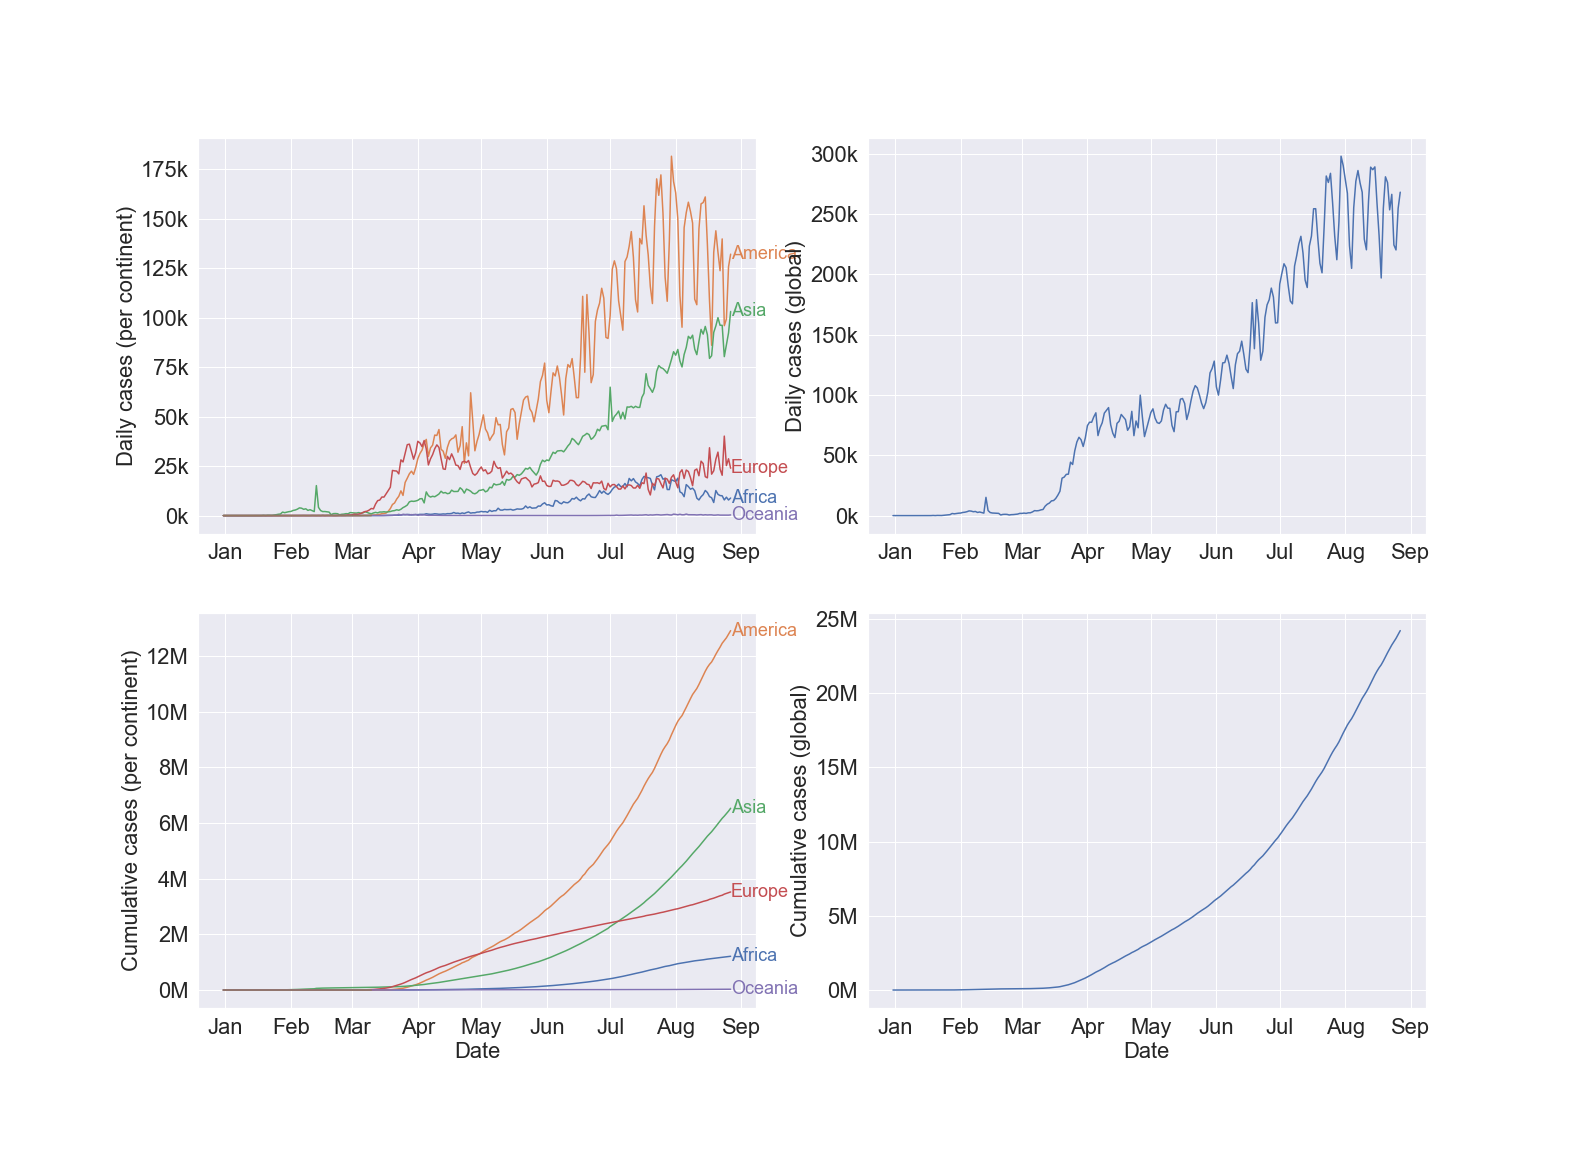 Daily cases (per continent)
175k
150k
125k
100k
75k
50k
25k
0k
America
Asia
Europe
Africa
Oceania
Jan Feb Mar Apr May Jun Jul Aug Sep
Daily cases (global)
300k
250k
200k
150k
100k
50k
0k
Jan Feb Mar Apr May Jun Jul Aug Sep
Cumulative cases (per continent)
12M
10M
8M
6M
4M
2M
0M
America
Asia
Europe
Africa
Oceania
Jan Feb Mar Apr May Jun Jul Aug Sep
Date
Cumulative cases (global)
25M
20M
15M
10M
5M
0M
Jan Feb Mar Apr May Jun Jul Aug Sep
Date